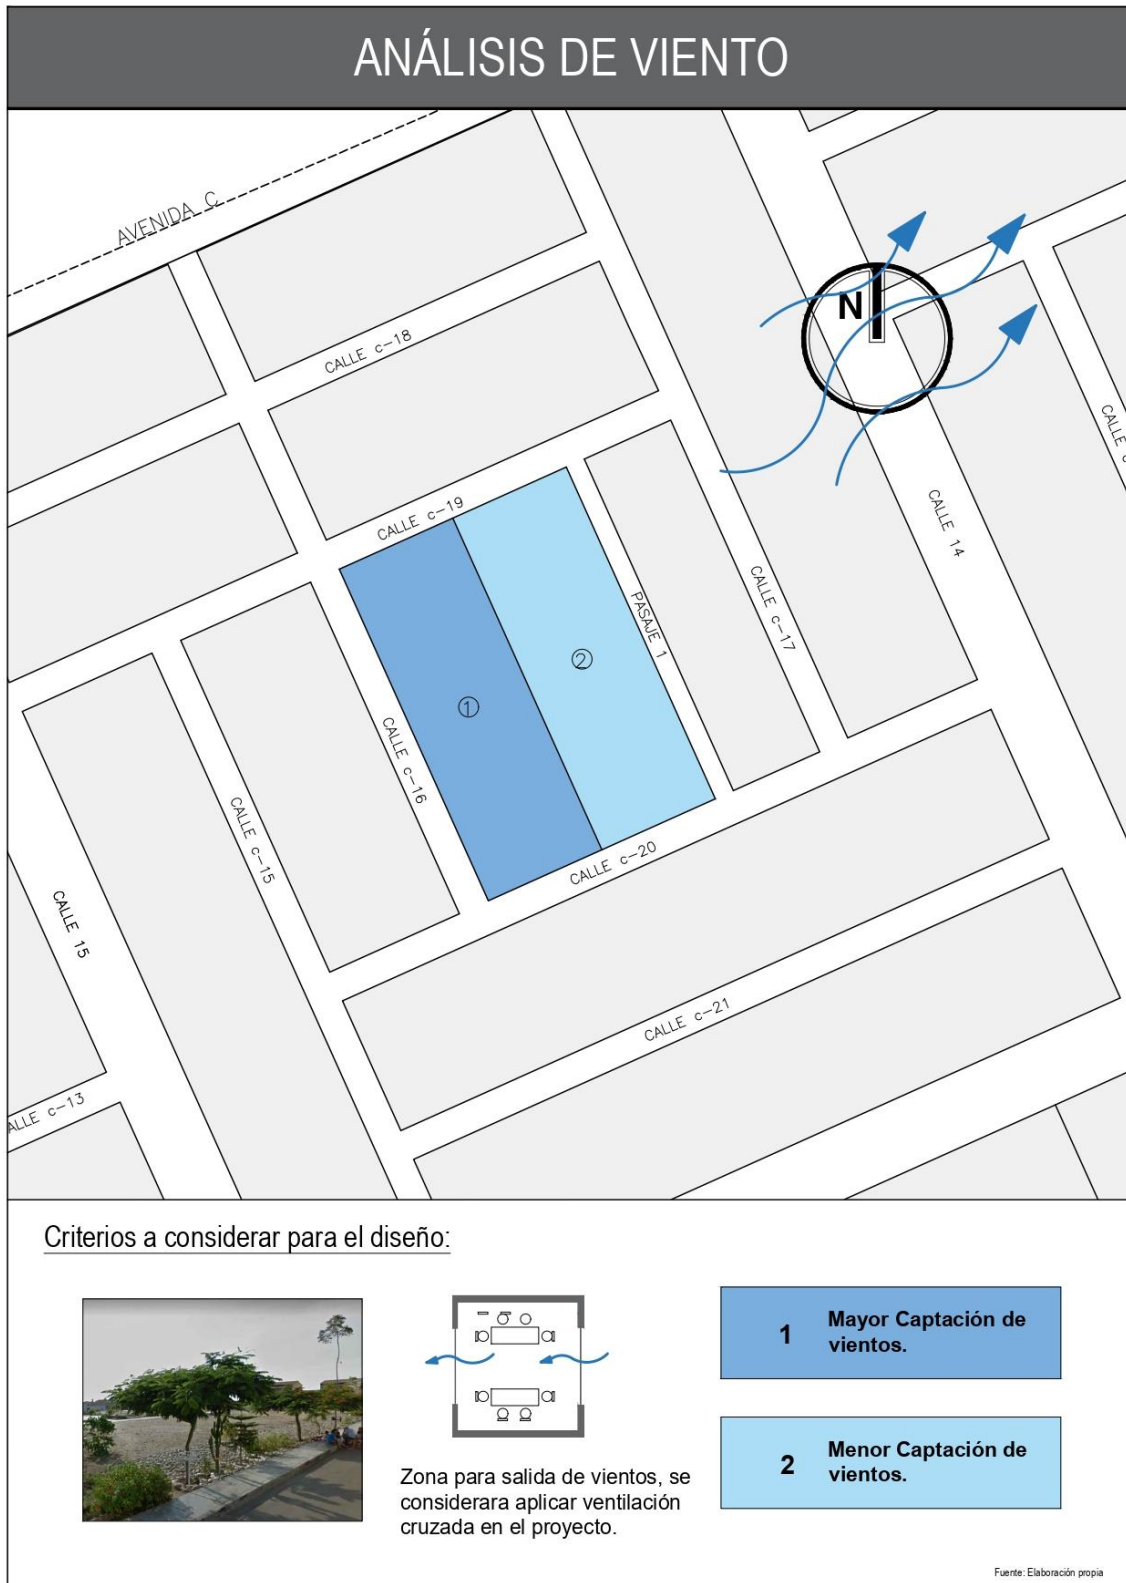 ANÁLISIS DE VIENTO
AVENIDA C
CALLE c-18
N
CALLE c-19
CALLE 14
CALLE c-17
PASAJE 1
2
1
CALLE c-16
CALLE c-15
CALLE c-20
CALLE 15
CALLE c-21
ALLE c-13
CALLE
Criterios a considerar para el diseño:
Zona para salida de vientos, se
considerara aplicar ventilación
cruzada en el proyecto.
1
Mayor Captación de
vientos.
2
Menor Captación de
vientos.
Fuente: Elaboración propia